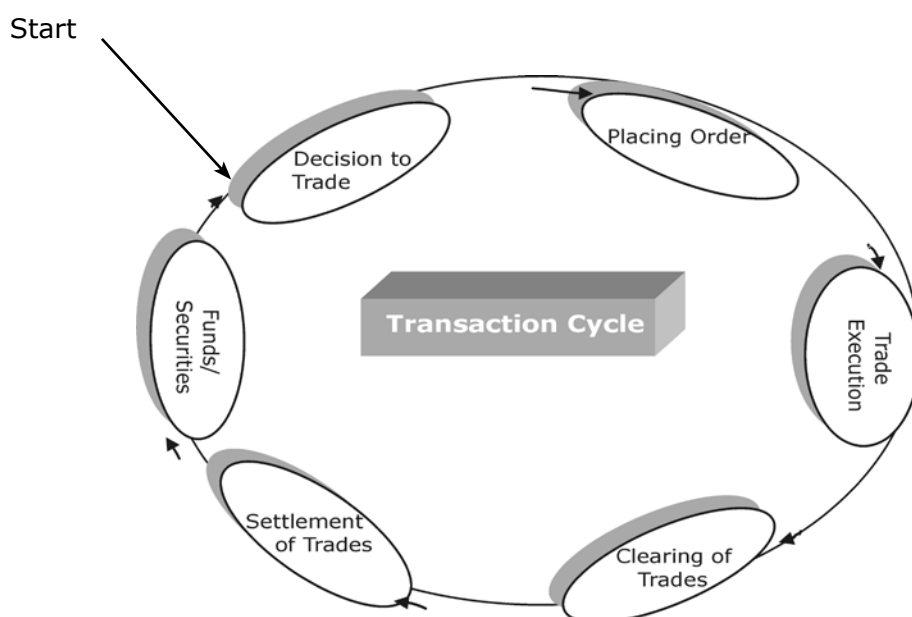 Start
Decision to
Trade
Placing Order
Trade
Execution
Clearing of
Trades
Settlement
of Trades
Funds/
Securities
Transaction Cycle